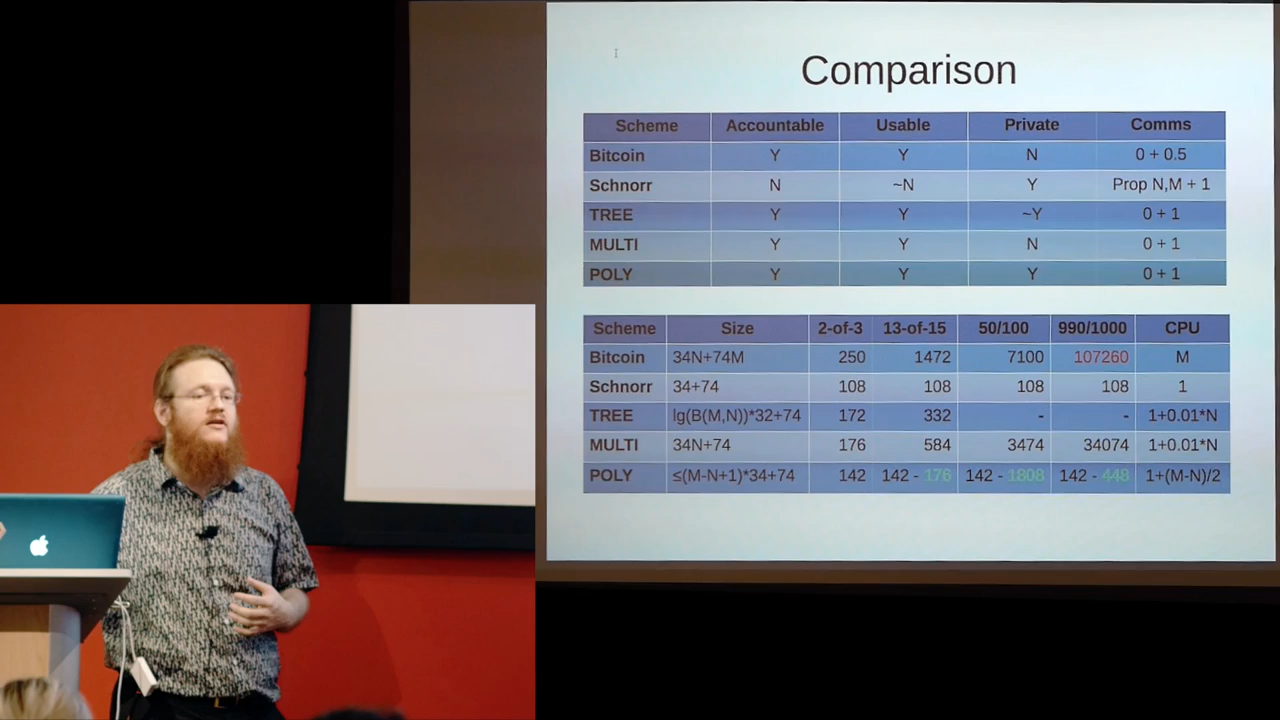 Comparison
Scheme Accountable Usable Private Comms
Bitcoin Y Y N 0 + 0.5
Schnorr N ~N Y Prop N,M + 1
TREE Y Y ~Y 0 + 1
MULTI Y Y N 0 + 1
POLY Y Y Y 0 + 1
Scheme Size 2-of-3 13-of-15 50/100 990/1000 CPU
Bitcoin 34N+74M 250 1472 7100 107260 M
Schnorr 34+74 108 108 108 108 1
TREE lg(B(M,N))*32+74 172 332 - - 1+0.01*N
MULTI 34N+74 176 584 3474 34074 1+0.01*N
POLY ≤(M-N+1)*34+74 142 142 - 176 142 - 1808 142 - 448 1+(M-N)/2